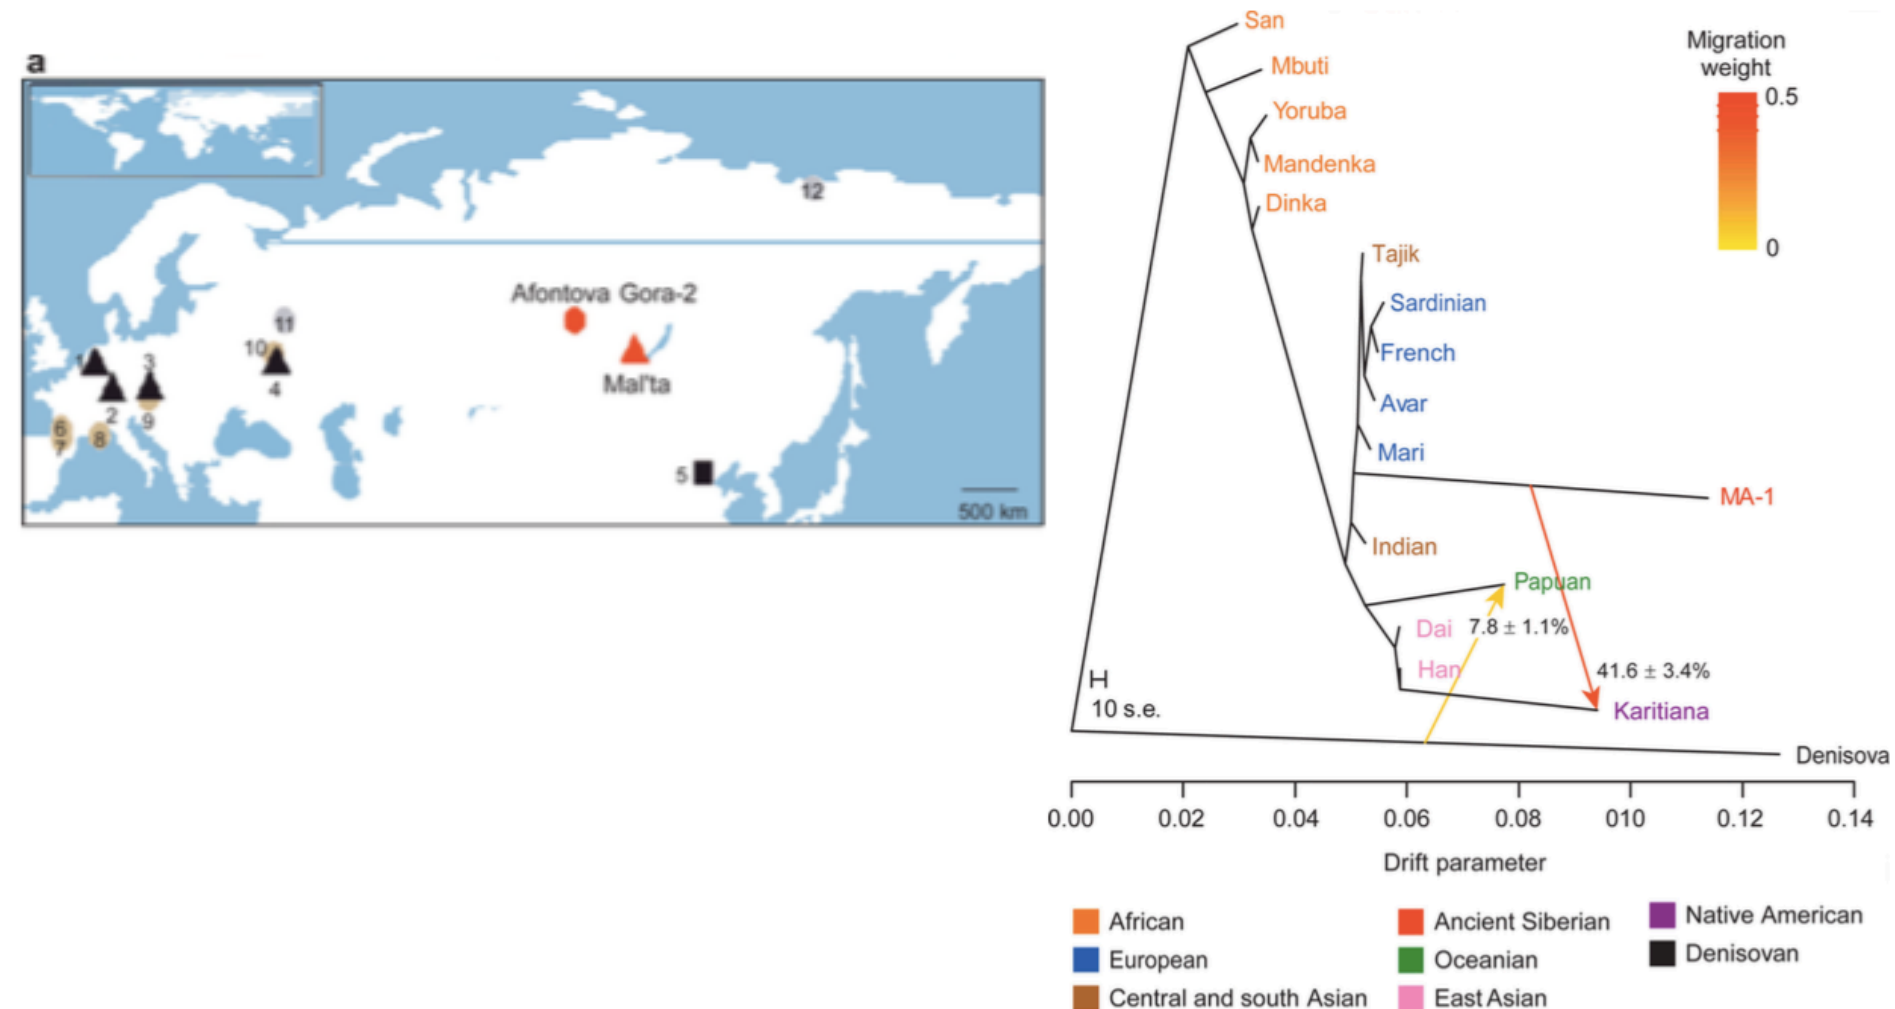 a
12
Afontova Gora-2
11
10
1
3
Mal'ta
4
2
9
6
8
7
5
500 km
San
Mbuti
Yoruba
Mandenka
Dinka
Tajik
Sardinian
French
Avar
Mari
MA-1
Indian
Papuan
Dai
7.8 ± 1.1%
Han
41.6 ± 3.4%
Karitiana
10 s.e.
Denisova
Migration
weight
0.5
0
0.00 0.02 0.04 0.06 0.08 010 0.12 0.14
Drift parameter
African
European
Central and south Asian
Ancient Siberian
Oceanian
East Asian
Native American
Denisovan